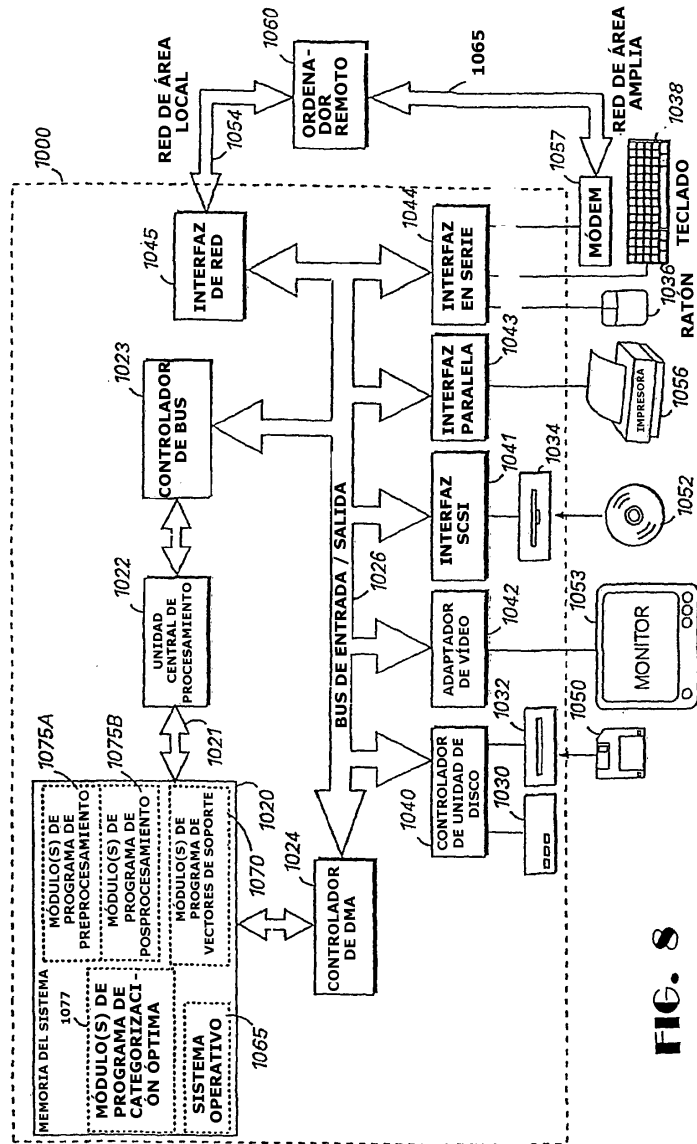 1000
MEMORIA DEL SISTEMA
1077
MÓDULO(S) DE
PROGRAMA DE
CATEGORIZACI-
ÓN ÓPTIMA
SISTEMA
OPERATIVO
1065
MÓDULO(S) DE
PROGRAMA DE
PREPROCESAMIENTO
1075A
MÓDULO(S) DE
PROGRAMA DE
POSPROCESAMIENTO
1075B
MÓDULO(S) DE
PROGRAMA DE
VECTORES DE SOPORTE
1070
1020
1021
UNIDAD
CENTRAL DE
PROCESAMIENTO
1022
CONTROLADOR
DE BUS
1023
INTERFAZ
DE RED
1045
RED DE ÁREA
LOCAL
1054
ORDENA-
DOR
REMOTO
1060
1065
CONTROLADOR
DE DMA
1024
BUS DE ENTRADA / SALIDA
1026
1040
CONTROLADOR
DE UNIDAD DE
DISCO
ADAPTADOR
DE VÍDEO
1042
INTERFAZ
SCSI
1041
INTERFAZ
PARALELA
1043
INTERFAZ
EN SERIE
1044
1030
1032
1034
1057
MÓDEM
RED DE ÁREA
AMPLIA
1050
MONITOR
1053
1052
IMPRESORA
1056
1036
RATÓN
1038
TECLADO
FIG. 8